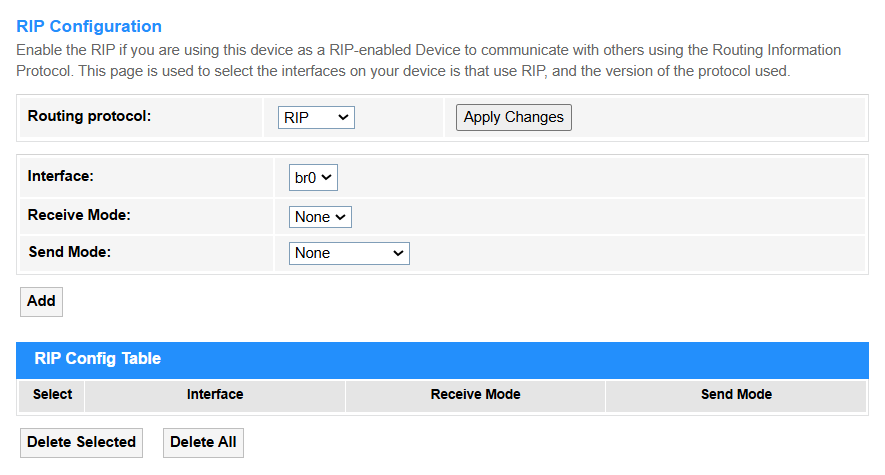 RIP Configuration
Enable the RIP if you are using this device as a RIP-enabled Device to communicate with others using the Routing Information
Protocol. This page is used to select the interfaces on your device is that use RIP, and the version of the protocol used.
Routing protocol: RIP Apply Changes
Interface: br0
Receive Mode: None
Send Mode: None
Add
RIP Config Table
Select Interface Receive Mode Send Mode
Delete Selected Delete All